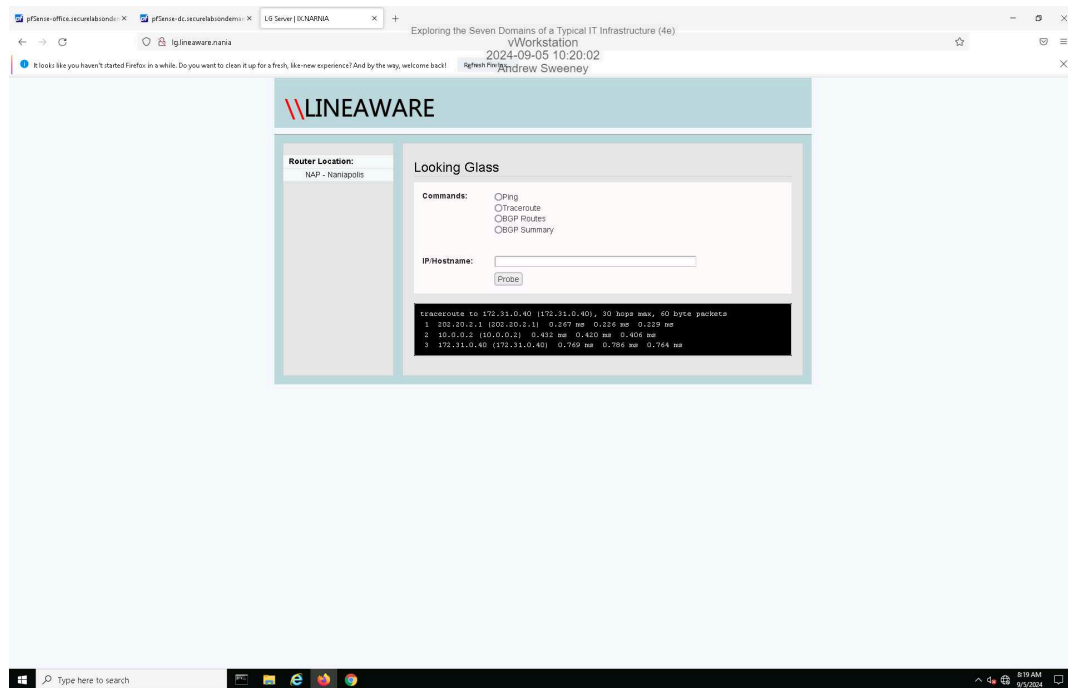 pfSense-office.securelabsonde
pfSense-dc.securelabsondemar
LG Server | IX.NARNIA
Exploring the Seven Domains of a Typical IT Infrastructure (4e)
vWorkstation
2024-09-05 10:20:02
Andrew Sweeney
lg.lineaware.nania
It looks like you haven't started Firefox in a while. Do you want to clean it up for a fresh, like-new experience? And by the way, welcome back!
Refresh Firefox
\\LINEAWARE
Router Location:
NAP - Naniapolis
Looking Glass
Commands:
Ping
Traceroute
BGP Routes
BGP Summary
IP/Hostname:
Probe
traceroute to 172.31.0.40 (172.31.0.40), 30 hops max, 60 byte packets
1 202.20.2.1 (202.20.2.1) 0.267 ms 0.226 ms 0.229 ms
2 10.0.0.2 (10.0.0.2) 0.432 ms 0.420 ms 0.406 ms
3 172.31.0.40 (172.31.0.40) 0.769 ms 0.786 ms 0.764 ms
Type here to search
8:19 AM
9/5/2024